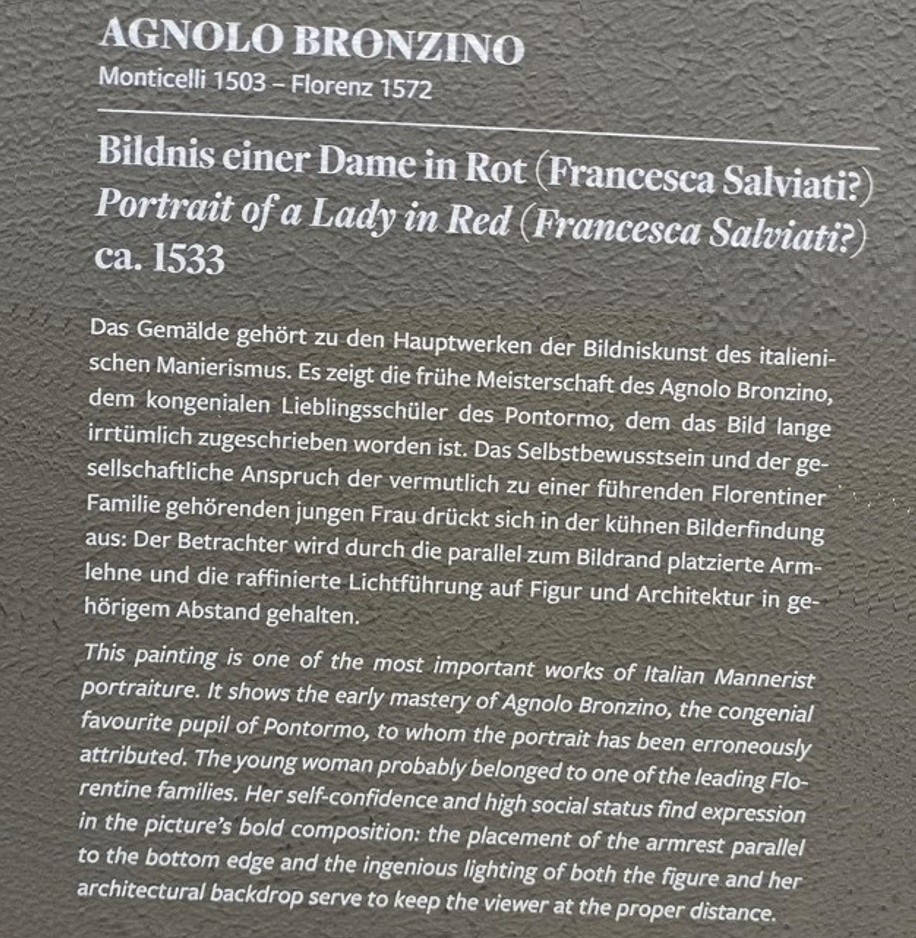 AGNOLO BRONZINO
Monticelli 1503 – Florenz 1572
Bildnis einer Dame in Rot (Francesca Salviati?)
Portrait of a Lady in Red (Francesca Salviati?)
ca. 1533
Das Gemälde gehört zu den Hauptwerken der Bildniskunst des italieni-
schen Manierismus. Es zeigt die frühe Meisterschaft des Agnolo Bronzino,
dem kongenialen Lieblingsschüler des Pontormo, dem das Bild lange
irrtümlich zugeschrieben worden ist. Das Selbstbewusstsein und der ge-
sellschaftliche Anspruch der vermutlich zu einer führenden Florentiner
Familie gehörenden jungen Frau drückt sich in der kühnen Bilderfindung
aus: Der Betrachter wird durch die parallel zum Bildrand platzierte Arm-
lehne und die raffinierte Lichtführung auf Figur und Architektur in ge-
hörigem Abstand gehalten.
This painting is one of the most important works of Italian Mannerist
portraiture. It shows the early mastery of Agnolo Bronzino, the congenial
favourite pupil of Pontormo, to whom the portrait has been erroneously
attributed. The young woman probably belonged to one of the leading Flo-
rentine families. Her self-confidence and high social status find expression
in the picture's bold composition: the placement of the armrest parallel
to the bottom edge and the ingenious lighting of both the figure and her
architectural backdrop serve to keep the viewer at the proper distance.